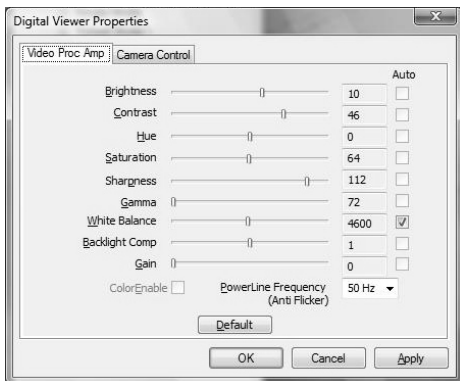 Digital Viewer Properties
Video Proc Amp Camera Control
Auto
Brightness 10
Contrast 46
Hue 0
Saturation 64
Sharpness 112
Gamma 72
White Balance 4600
Backlight Comp 1
Gain 0
ColorEnable PowerLine Frequency 50 Hz
(Anti Flicker)
Default
OK Cancel Apply